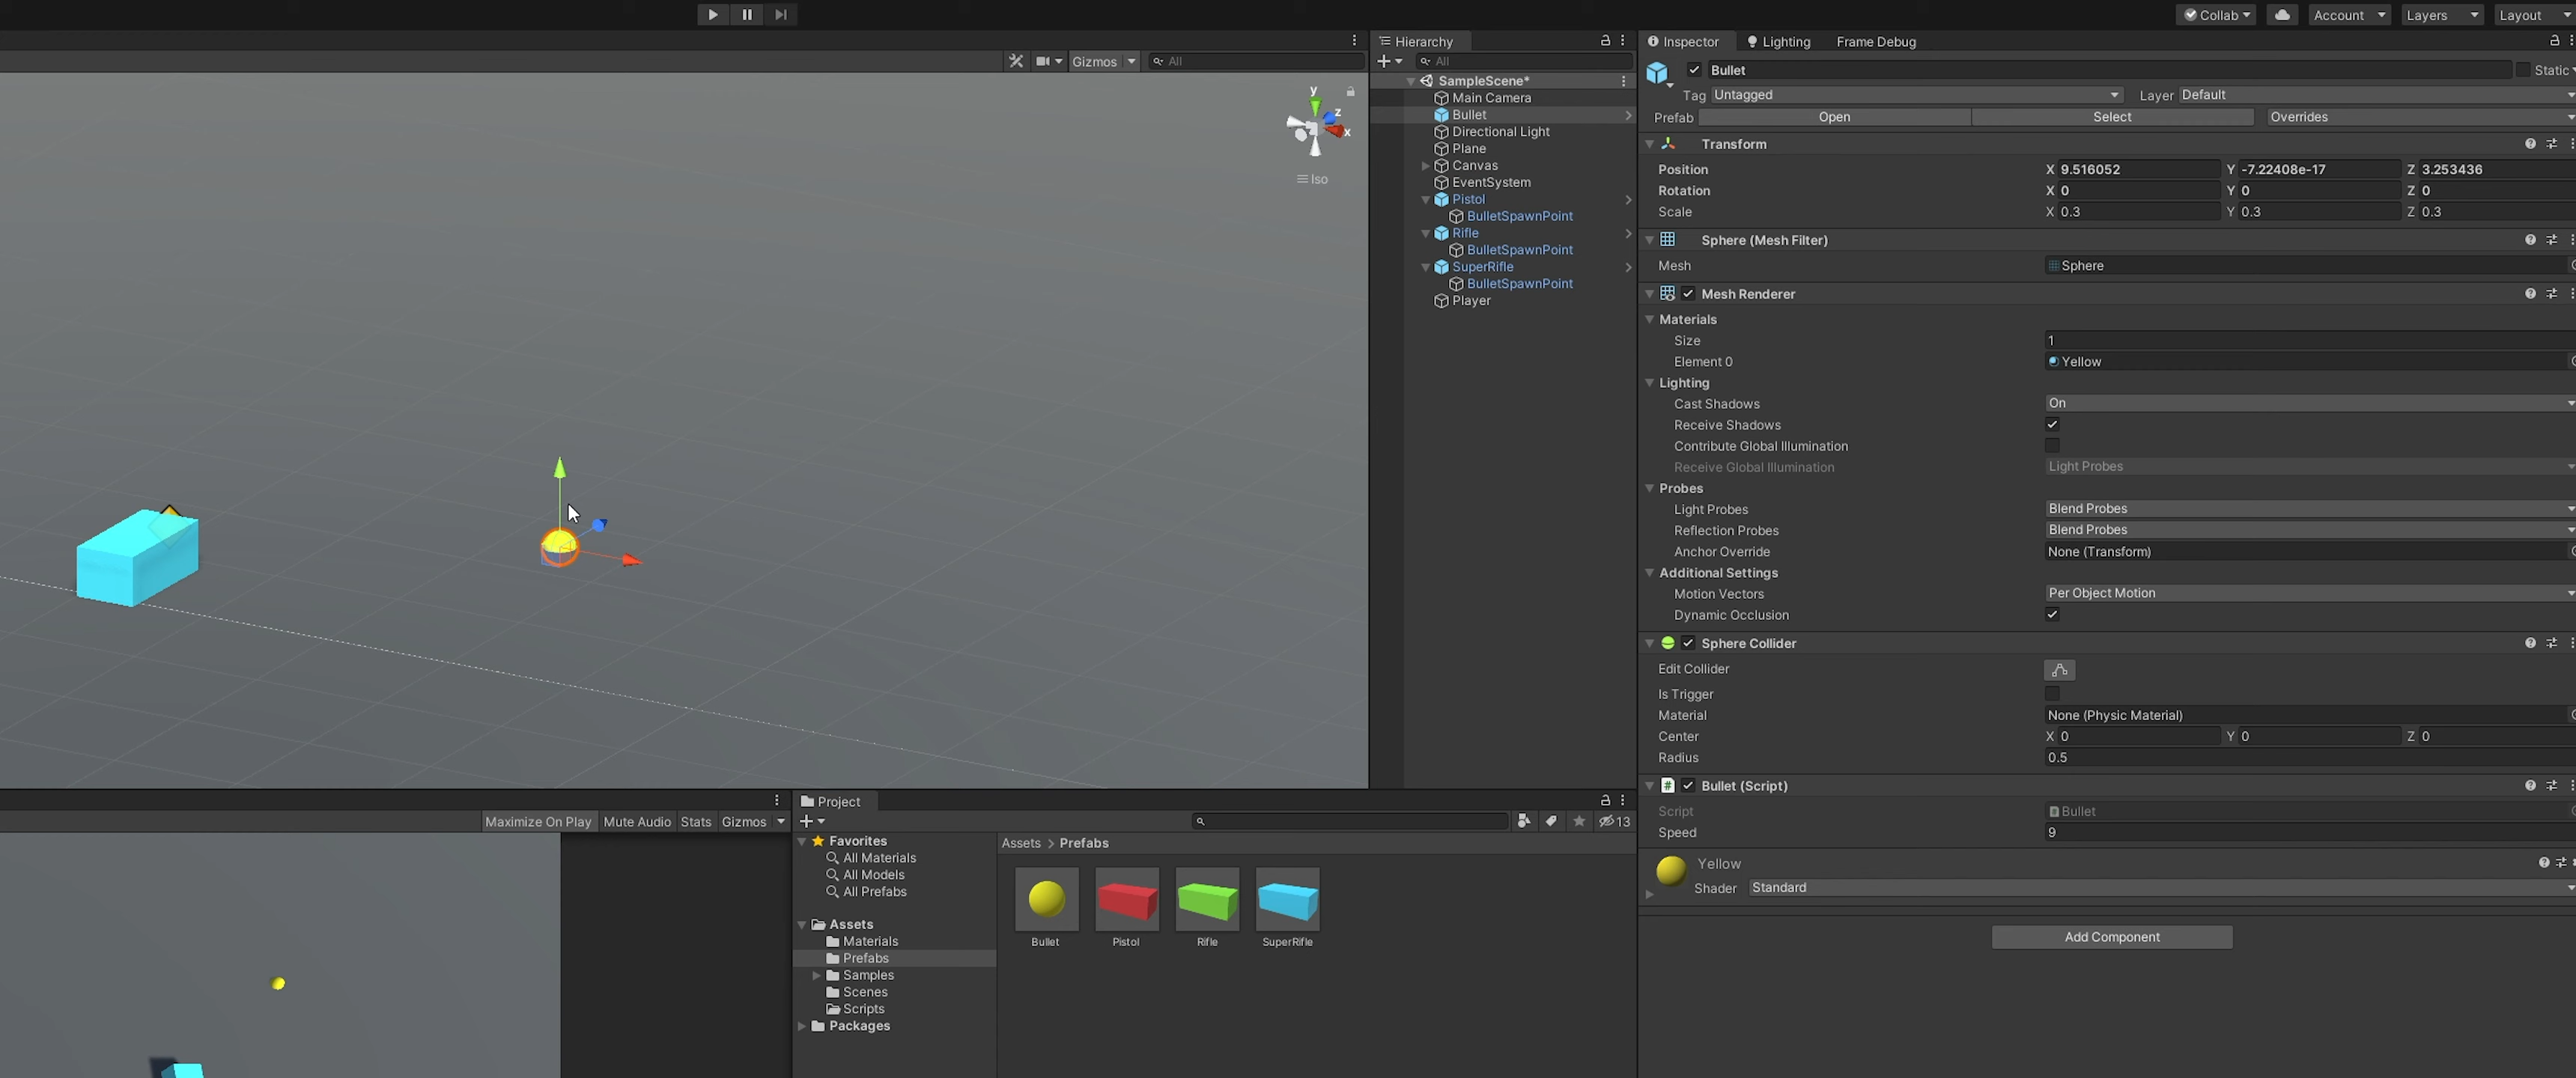 Collab
Account
Layers
Layout
Gizmos
All
y
z
x
Iso
Hierarchy
All
SampleScene*
Main Camera
Bullet
Directional Light
Plane
Canvas
EventSystem
Pistol
BulletSpawnPoint
Rifle
BulletSpawnPoint
SuperRifle
BulletSpawnPoint
Player
Inspector Lighting Frame Debug
Bullet Static
Tag Untagged Layer Default
Prefab Open Select Overrides
Transform
Position X 9.516052 Y -7.22408e-17 Z 3.253436
Rotation X 0 Y 0 Z 0
Scale X 0.3 Y 0.3 Z 0.3
Sphere (Mesh Filter)
Mesh Sphere
Mesh Renderer
Materials
Size 1
Element 0 Yellow
Lighting
Cast Shadows On
Receive Shadows
Contribute Global Illumination
Receive Global Illumination Light Probes
Probes
Light Probes Blend Probes
Reflection Probes Blend Probes
Anchor Override None (Transform)
Additional Settings
Motion Vectors Per Object Motion
Dynamic Occlusion
Sphere Collider
Edit Collider
Is Trigger
Material None (Physic Material)
Center X 0 Y 0 Z 0
Radius 0.5
Bullet (Script)
Script Bullet
Speed 9
Yellow
Shader Standard
Add Component
Maximize On Play Mute Audio Stats Gizmos
Project
13
Favorites
All Materials
All Models
All Prefabs
Assets
Materials
Prefabs
Samples
Scenes
Scripts
Packages
Assets > Prefabs
Bullet Pistol Rifle SuperRifle